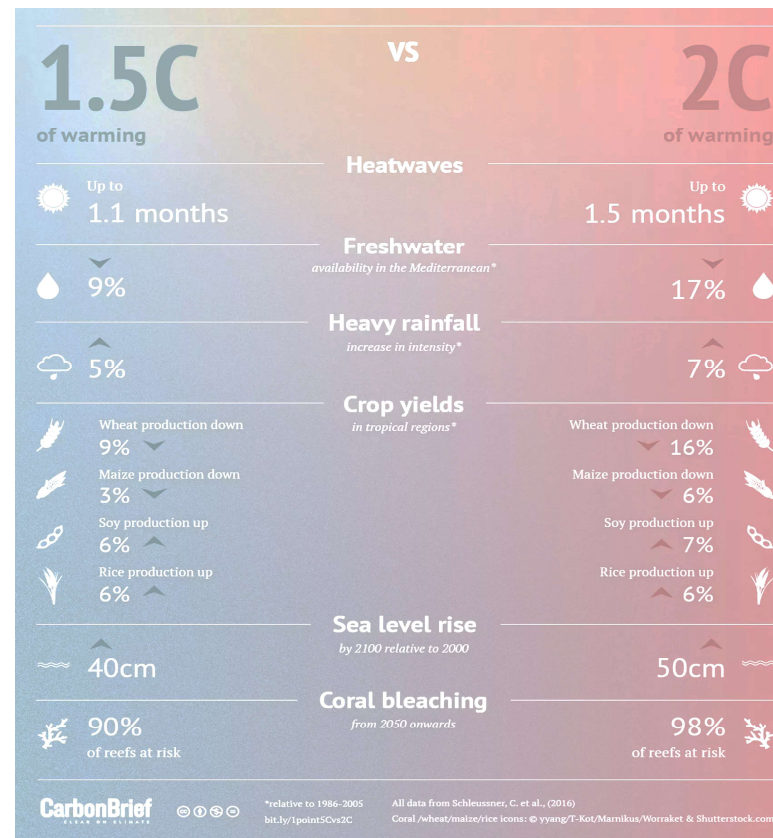 1.5C
vs
2C
of warming
of warming
Heatwaves
Up to
1.1 months
Up to
1.5 months
Freshwater
availability in the Mediterranean*
9%
17%
Heavy rainfall
increase in intensity*
5%
7%
Crop yields
in tropical regions*
Wheat production down
9%
Maize production down
3%
Soy production up
6%
Rice production up
6%
Wheat production down
16%
Maize production down
6%
Soy production up
7%
Rice production up
6%
Sea level rise
by 2100 relative to 2000
40cm
50cm
Coral bleaching
from 2050 onwards
90%
of reefs at risk
98%
of reefs at risk
CarbonBrief
CLEAR ON CLIMATE
*relative to 1986-2005
bit.ly/1point5Cvs2C
All data from Schleussner, C. et al., (2016)
Coral /wheat/maize/rice icons: © yyang/T-Kot/Marnikus/Worraket & Shutterstock.com